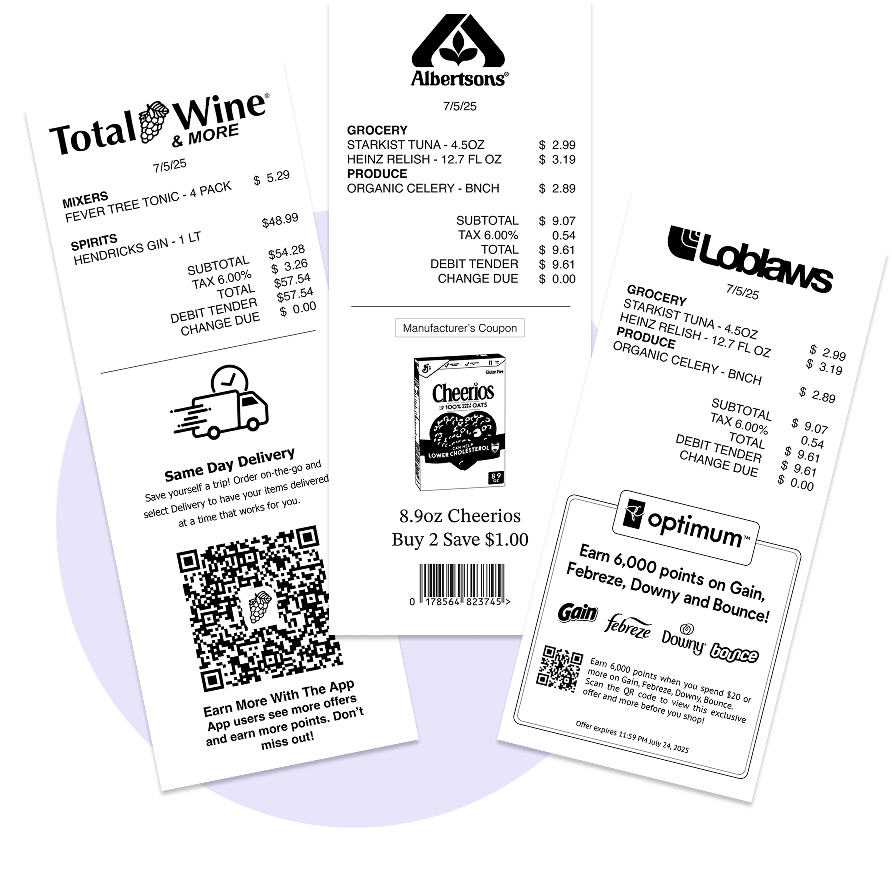 Total Wine®
& MORE
7/5/25
MIXERS
FEVER TREE TONIC - 4 PACK $ 5.29
SPIRITS
HENDRICKS GIN - 1 LT $48.99
SUBTOTAL $54.28
TAX 6.00% $ 3.26
TOTAL $57.54
DEBIT TENDER $57.54
CHANGE DUE $ 0.00
Same Day Delivery
Save yourself a trip! Order on-the-go and
select Delivery to have your items delivered
at a time that works for you.
Earn More With The App
App users see more offers
and earn more points. Don't
miss out!
Albertsons®
7/5/25
GROCERY
STARKIST TUNA - 4.5OZ $ 2.99
HEINZ RELISH - 12.7 FL OZ $ 3.19
PRODUCE
ORGANIC CELERY - BNCH $ 2.89
SUBTOTAL $ 9.07
TAX 6.00% 0.54
TOTAL $ 9.61
DEBIT TENDER $ 9.61
CHANGE DUE $ 0.00
Manufacturer's Coupon
Gluten Free
Cheerios
100% OATS
CAN HELP
LOWER CHOLESTEROL
8.9
OZ
8.9oz Cheerios
Buy 2 Save $1.00
0 178564 823745 >
Loblaws
7/5/25
GROCERY
STARKIST TUNA - 4.5OZ $ 2.99
HEINZ RELISH - 12.7 FL OZ $ 3.19
PRODUCE
ORGANIC CELERY - BNCH $ 2.89
SUBTOTAL $ 9.07
TAX 6.00% 0.54
TOTAL $ 9.61
DEBIT TENDER $ 9.61
CHANGE DUE $ 0.00
optimum™
Earn 6,000 points on Gain,
Febreze, Downy and Bounce!
Gain febreze Downy bounce
Earn 6,000 points when you spend $20 or
more on Gain, Febreze, Downy, Bounce.
Scan the QR code to view this exclusive
offer and more before you shop!
Offer expires 11:59 PM July 24, 2025